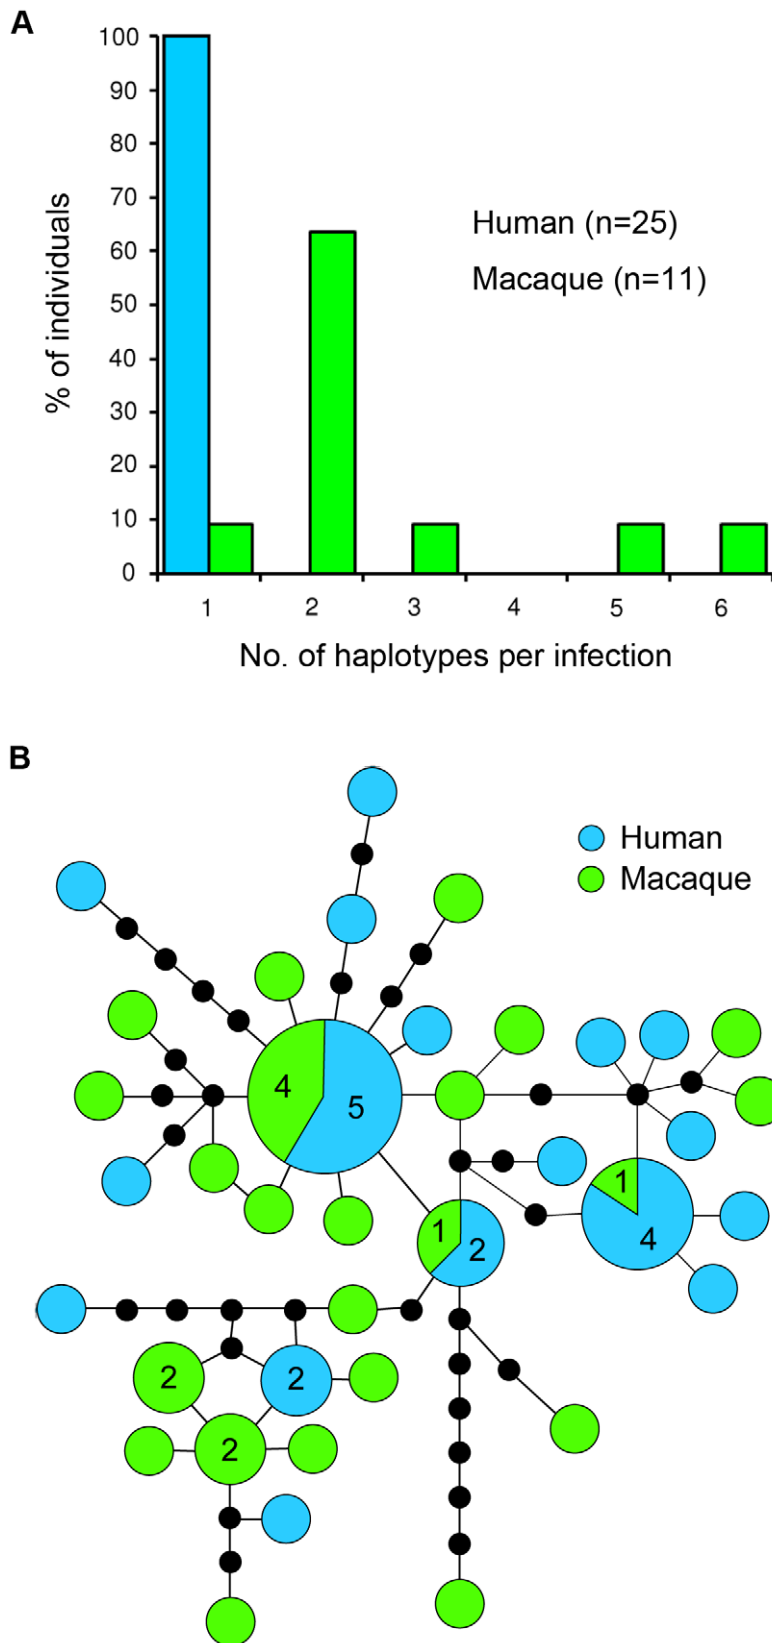 A
100
90
80
70
60
50
40
30
20
10
0
% of individuals
Human (n=25)
Macaque (n=11)
1 2 3 4 5 6
No. of haplotypes per infection
B
Human
Macaque
4 5
1 4
1 2
2 2
2